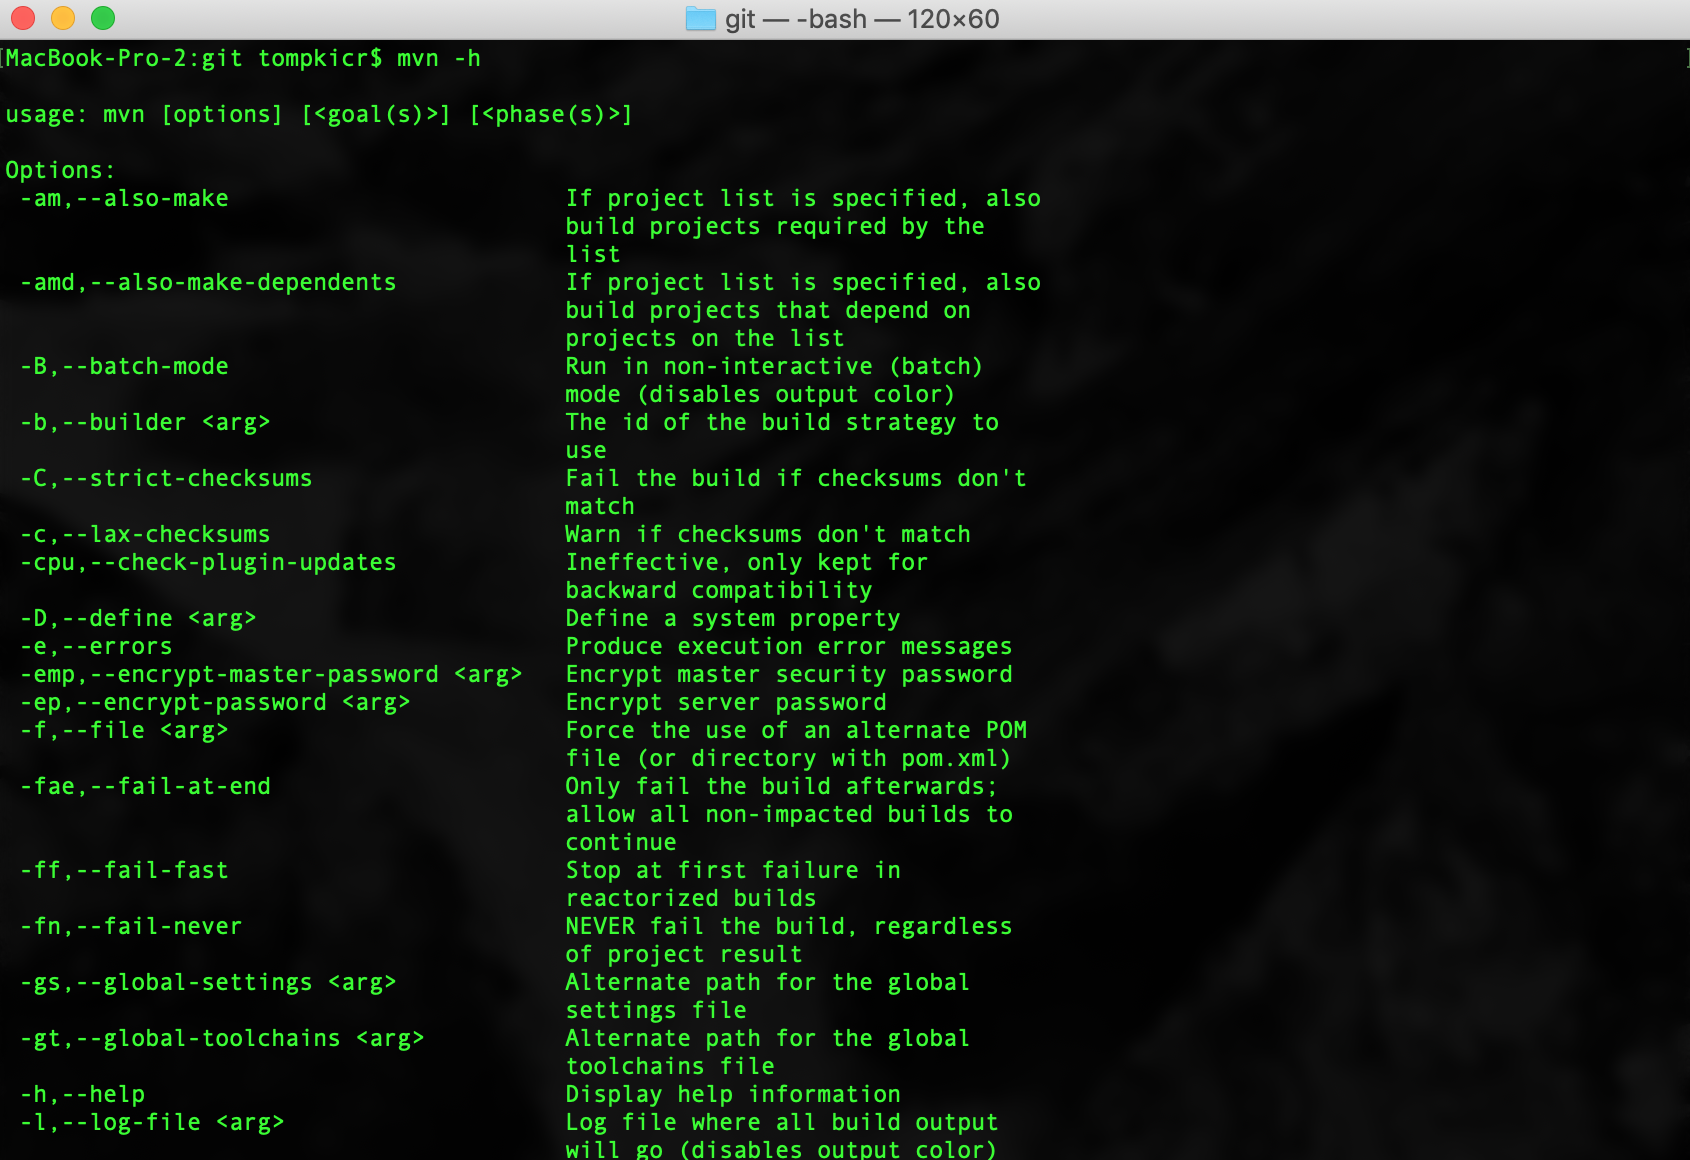 git — -bash — 120×60
[MacBook-Pro-2:git tompkicr$ mvn -h ]
usage: mvn [options] [<goal(s)>] [<phase(s)>]
Options:
-am,--also-make If project list is specified, also
build projects required by the
list
-amd,--also-make-dependents If project list is specified, also
build projects that depend on
projects on the list
-B,--batch-mode Run in non-interactive (batch)
mode (disables output color)
-b,--builder <arg> The id of the build strategy to
use
-C,--strict-checksums Fail the build if checksums don't
match
-c,--lax-checksums Warn if checksums don't match
-cpu,--check-plugin-updates Ineffective, only kept for
backward compatibility
-D,--define <arg> Define a system property
-e,--errors Produce execution error messages
-emp,--encrypt-master-password <arg> Encrypt master security password
-ep,--encrypt-password <arg> Encrypt server password
-f,--file <arg> Force the use of an alternate POM
file (or directory with pom.xml)
-fae,--fail-at-end Only fail the build afterwards;
allow all non-impacted builds to
continue
-ff,--fail-fast Stop at first failure in
reactorized builds
-fn,--fail-never NEVER fail the build, regardless
of project result
-gs,--global-settings <arg> Alternate path for the global
settings file
-gt,--global-toolchains <arg> Alternate path for the global
toolchains file
-h,--help Display help information
-l,--log-file <arg> Log file where all build output
will go (disables output color)